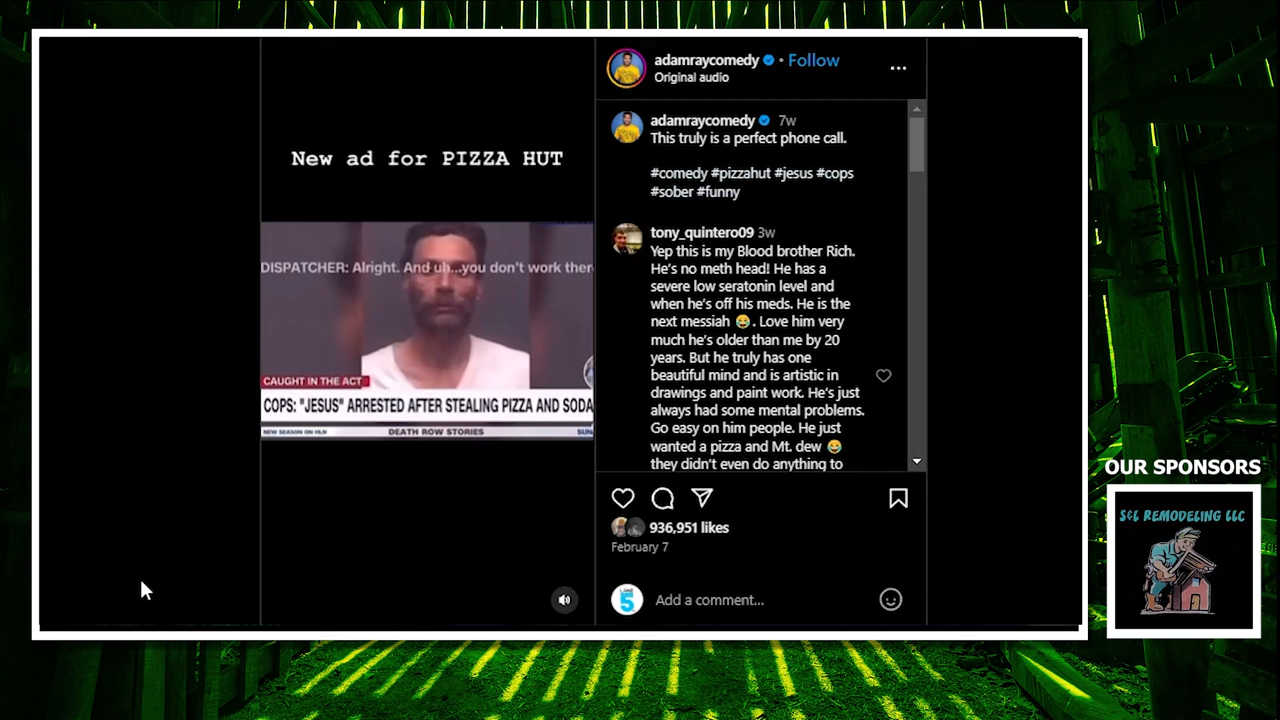 New ad for PIZZA HUT
DISPATCHER: Alright. And uh...you don't work ther
CAUGHT IN THE ACT
COPS: "JESUS" ARRESTED AFTER STEALING PIZZA AND SODA
NEW SEASON ON HLN DEATH ROW STORIES SUN
adamraycomedy • Follow
Original audio
adamraycomedy 7w
This truly is a perfect phone call.
#comedy #pizzahut #jesus #cops
#sober #funny
tony_quintero09 3w
Yep this is my Blood brother Rich.
He's no meth head! He has a
severe low seratonin level and
when he's off his meds. He is the
next messiah 😂. Love him very
much he's older than me by 20
years. But he truly has one
beautiful mind and is artistic in
drawings and paint work. He's just
always had some mental problems.
Go easy on him people. He just
wanted a pizza and Mt. dew 😂
they didn't even do anything to
936,951 likes
February 7
LANE
5
Add a comment...
OUR SPONSORS
S&L REMODELING LLC